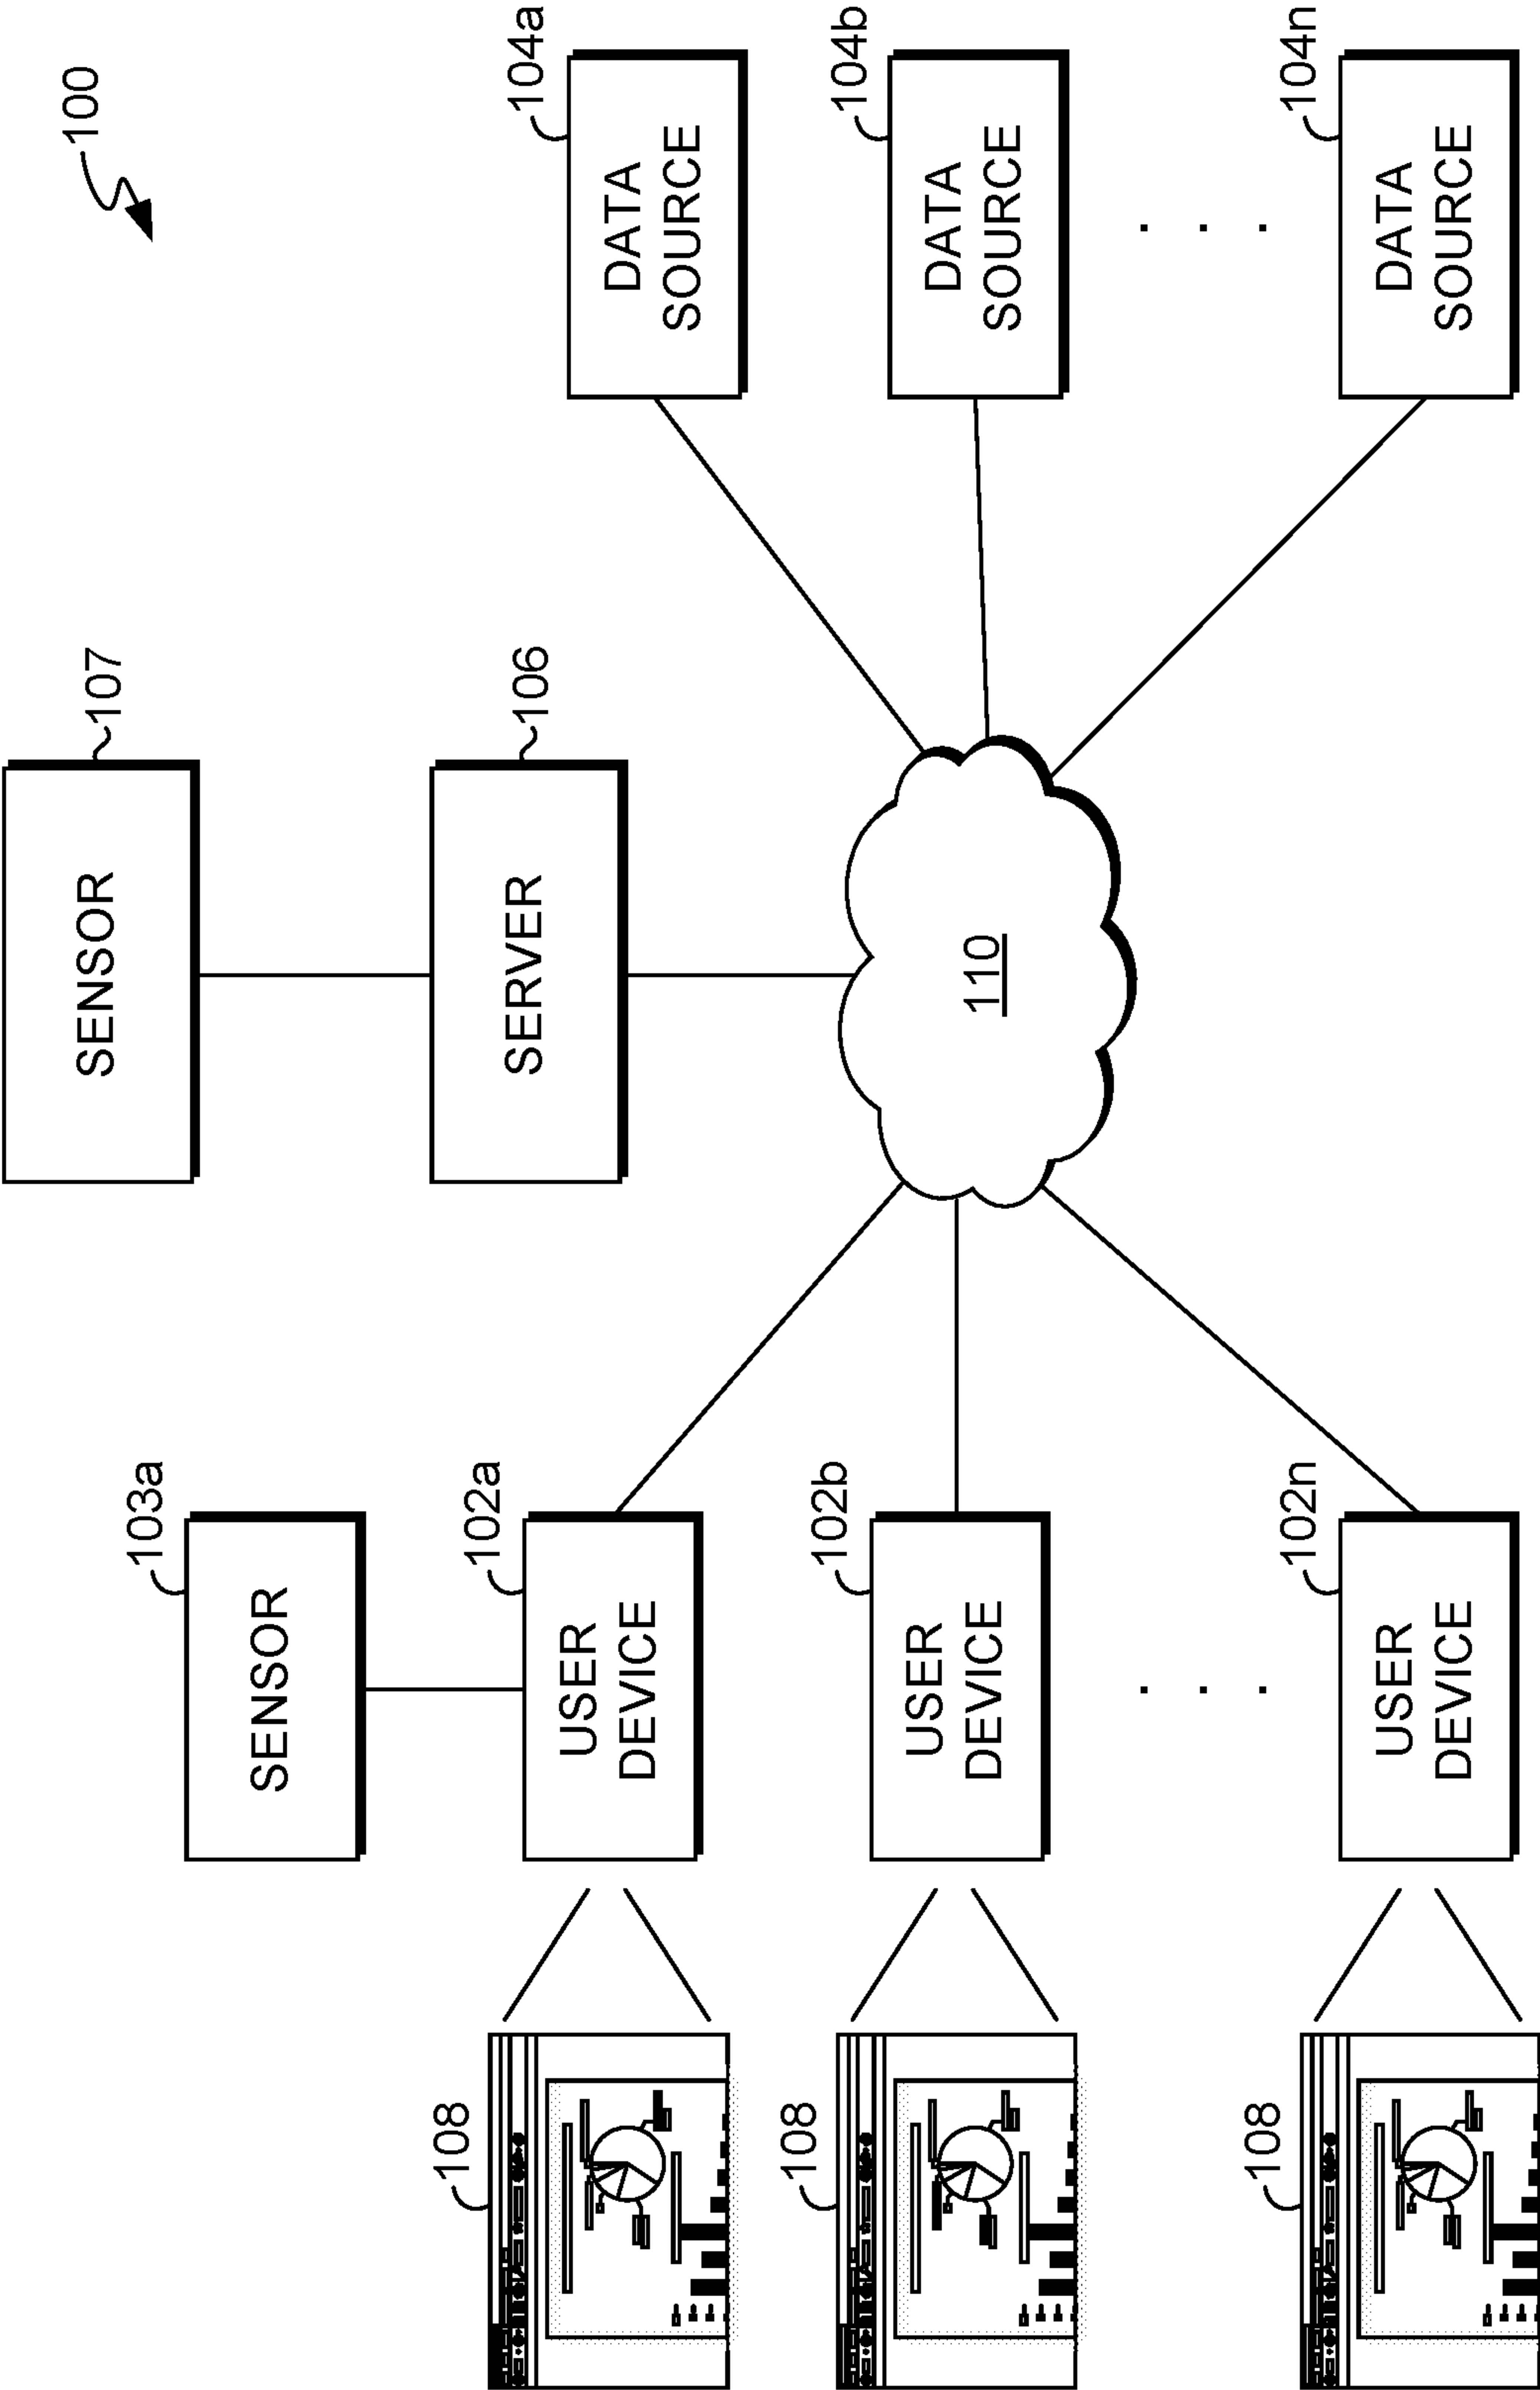 100
107
SENSOR
103a
SENSOR
106
SERVER
108
102a
USER
DEVICE
104a
DATA
SOURCE
108
102b
USER
DEVICE
110
104b
DATA
SOURCE
. . .
. . .
108
102n
USER
DEVICE
104n
DATA
SOURCE